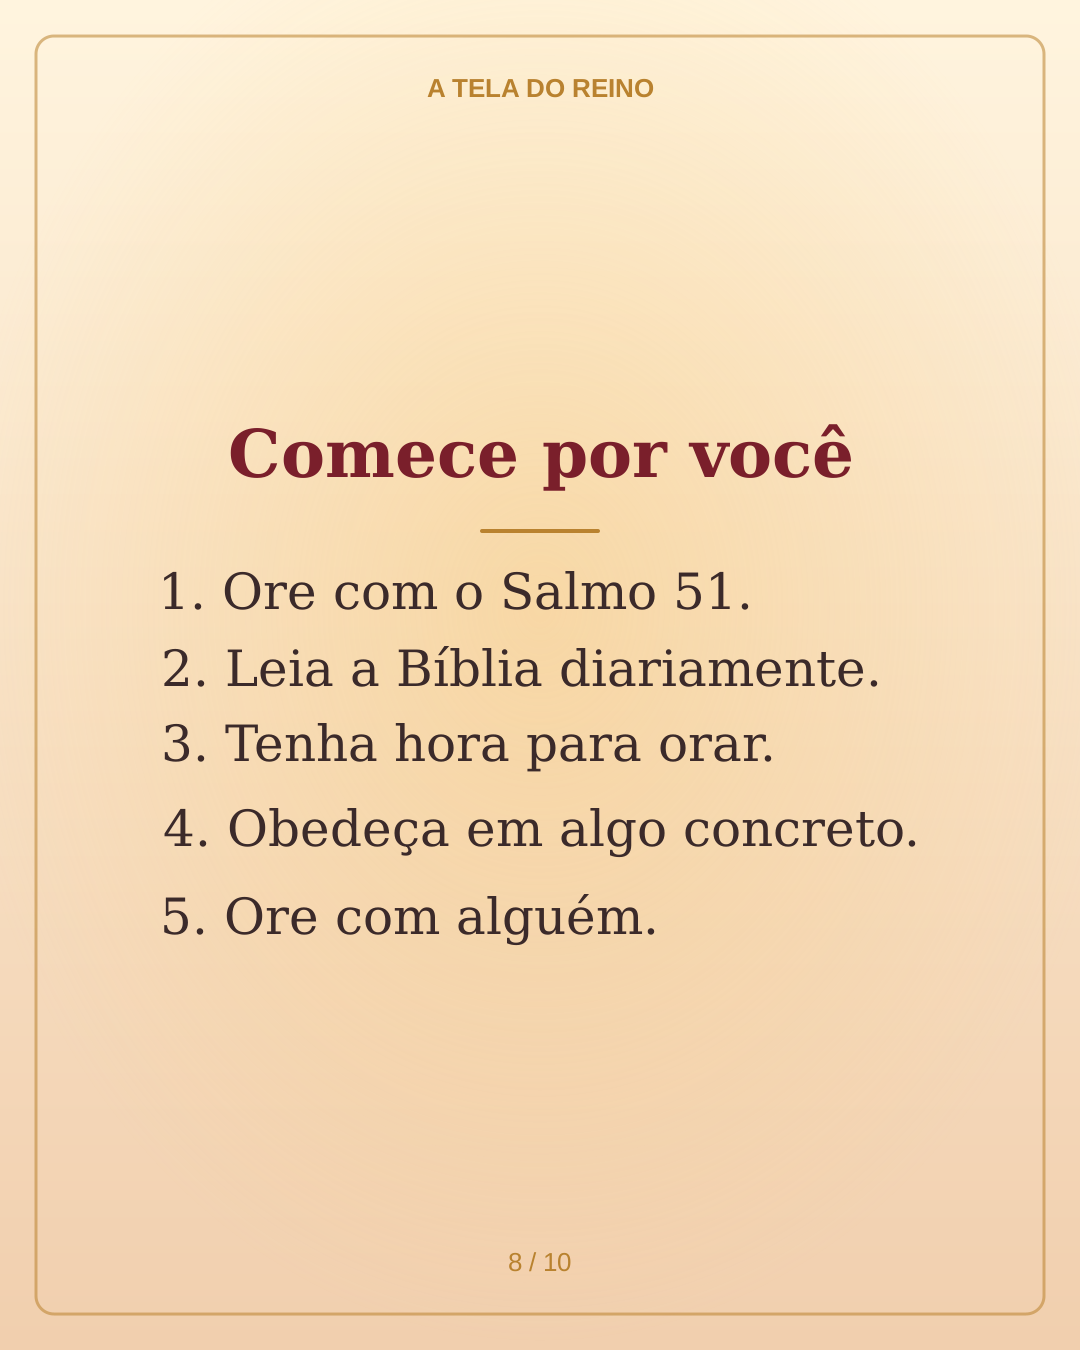 A TELA DO REINO
Comece por você
1. Ore com o Salmo 51.
2. Leia a Bíblia diariamente.
3. Tenha hora para orar.
4. Obedeça em algo concreto.
5. Ore com alguém.
8 / 10